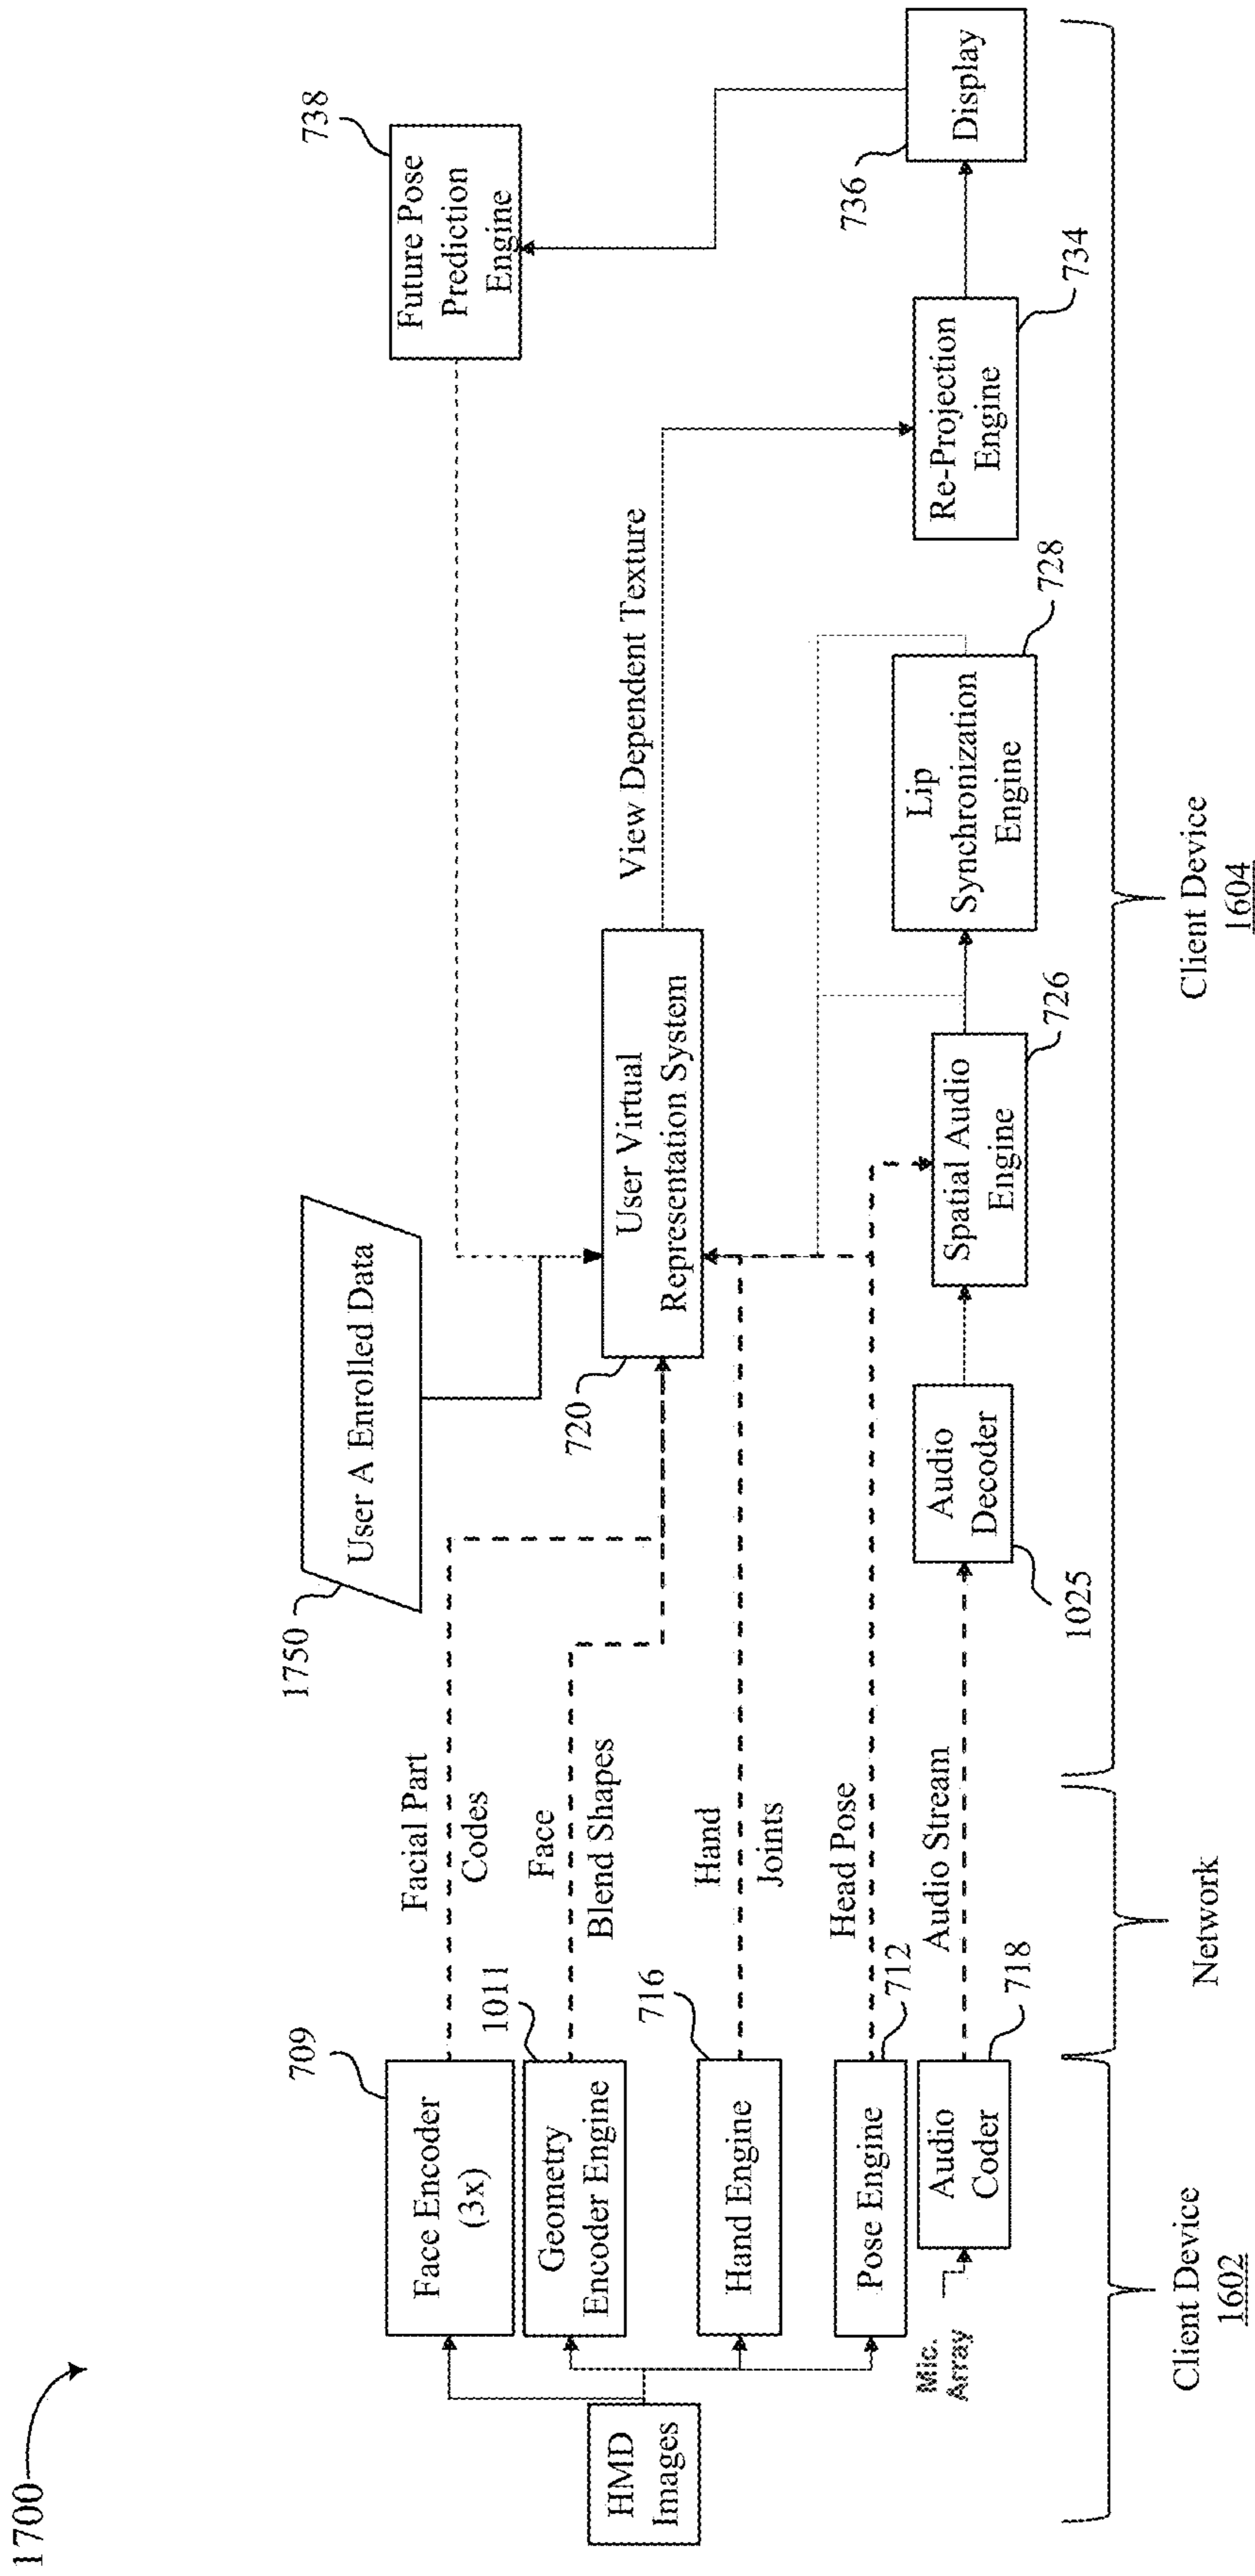 1700
HMD
Images
709
Face Encoder
(3x)
1011
Geometry
Encoder Engine
716
Hand Engine
Pose Engine
712
Mic.
Array
Audio
Coder
718
Client Device
1602
Facial Part
Codes
Face
Blend Shapes
Hand
Joints
Head Pose
Audio Stream
Network
1750
User A Enrolled Data
720
User Virtual
Representation System
Audio
Decoder
1025
Spatial Audio
Engine
726
Lip
Synchronization
Engine
728
View Dependent Texture
738
Future Pose
Prediction
Engine
Re-Projection
Engine
734
736
Display
Client Device
1604